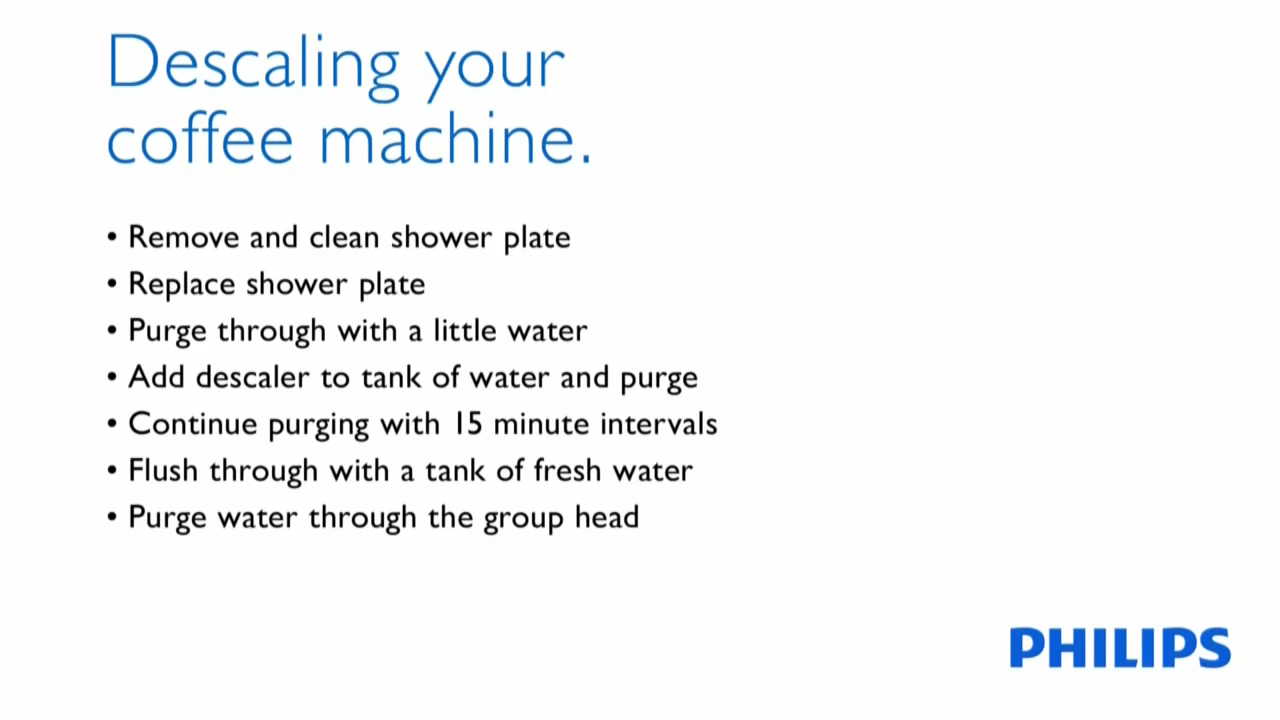 Descaling your
coffee machine.
• Remove and clean shower plate
• Replace shower plate
• Purge through with a little water
• Add descaler to tank of water and purge
• Continue purging with 15 minute intervals
• Flush through with a tank of fresh water
• Purge water through the group head
PHILIPS